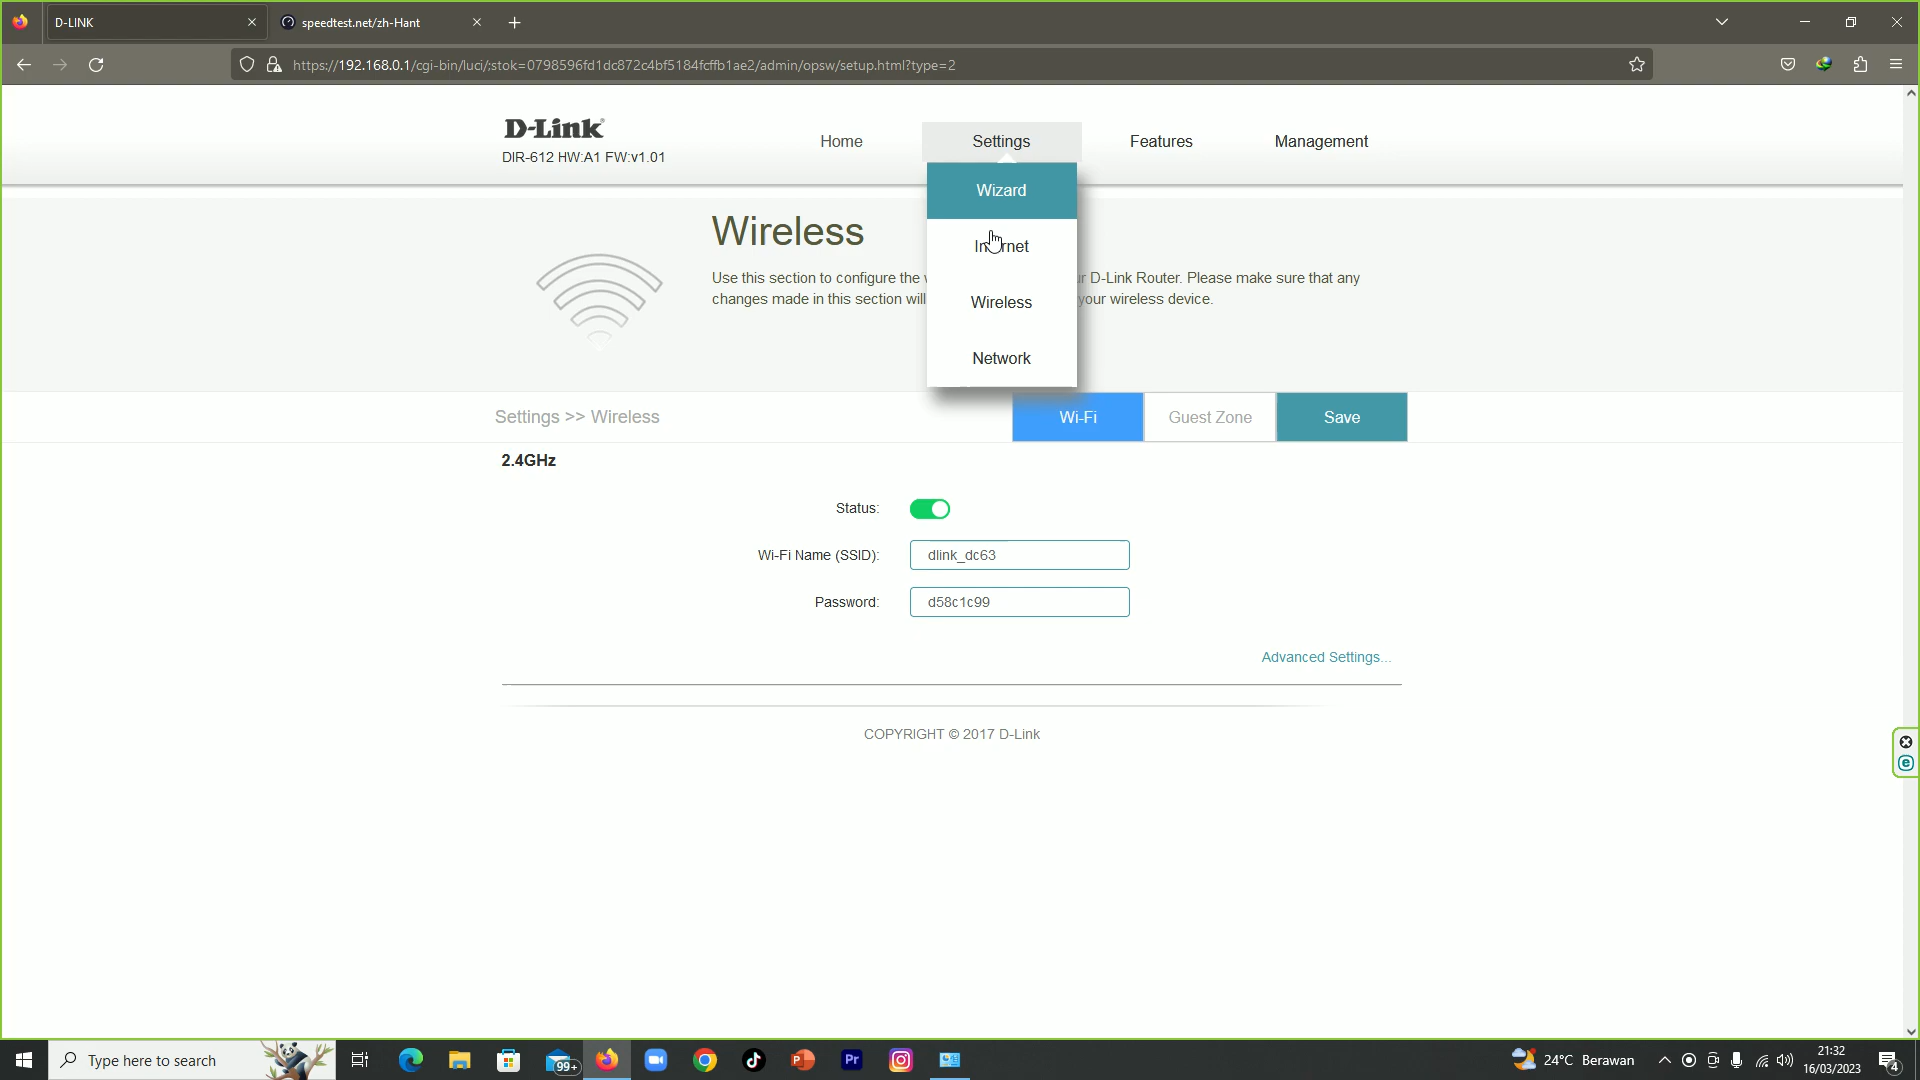 D-LINK
speedtest.net/zh-Hant
https://192.168.0.1/cgi-bin/luci/;stok=0798596fd1dc872c4bf5184fcffb1ae2/admin/opsw/setup.html?type=2
D-Link
DIR-612 HW:A1 FW:v1.01
Home
Settings
Features
Management
Wizard
Internet
Wireless
Network
Wireless
Use this section to configure the w r D-Link Router. Please make sure that any
changes made in this section will your wireless device.
Settings >> Wireless
Wi-Fi
Guest Zone
Save
2.4GHz
Status:
Wi-Fi Name (SSID): dlink_dc63
Password: d58c1c99
Advanced Settings...
COPYRIGHT © 2017 D-Link
Type here to search
99+
Pr
24°C Berawan
21:32
16/03/2023
4